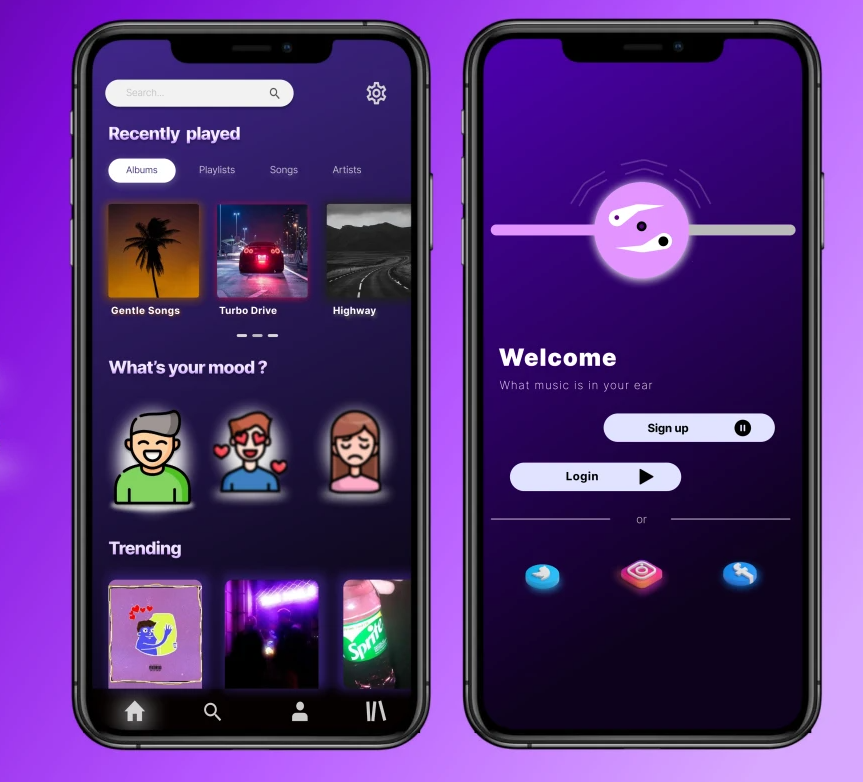 Search...
Recently played
Albums Playlists Songs Artists
Gentle Songs Turbo Drive Highway
What's your mood ?
Trending
Sprite
Welcome
What music is in your ear
Sign up
Login
or